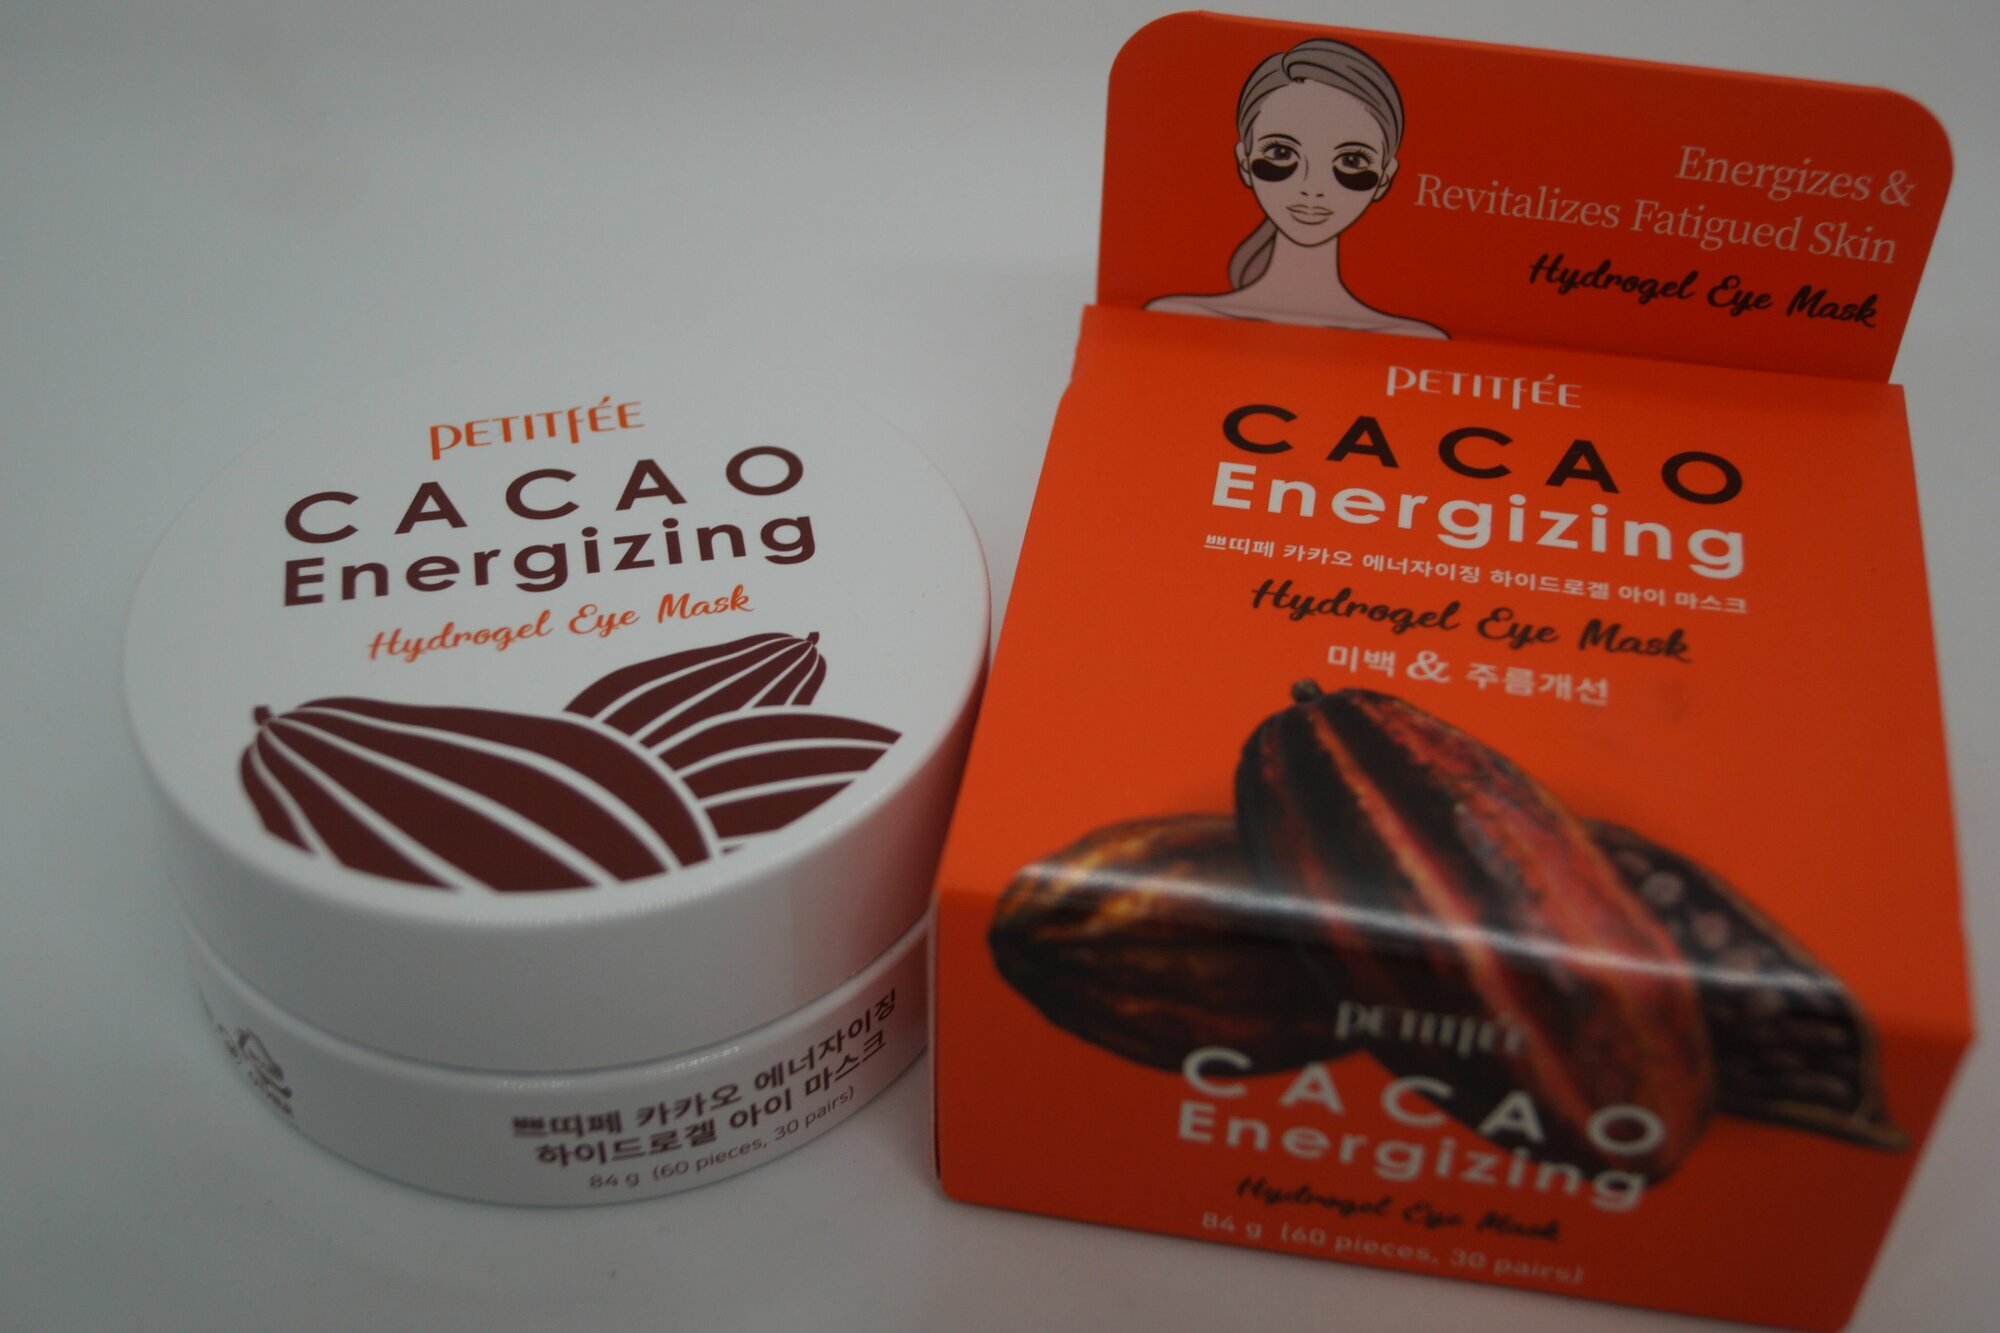 PETITFÉE
CACAO
Energizing
Hydrogel Eye Mask
쁘띠페 카카오 에너자이징
하이드로겔 아이 마스크
84 g (60 pieces, 30 pairs)
Energizes &
Revitalizes Fatigued Skin
Hydrogel Eye Mask
PETITFÉE
CACAO
Energizing
쁘띠페 카카오 에너자이징 하이드로겔 아이 마스크
Hydrogel Eye Mask
미백 & 주름개선
PETITFÉE
CACAO
Energizing
Hydrogel Eye Mask
84 g (60 pieces, 30 pairs)